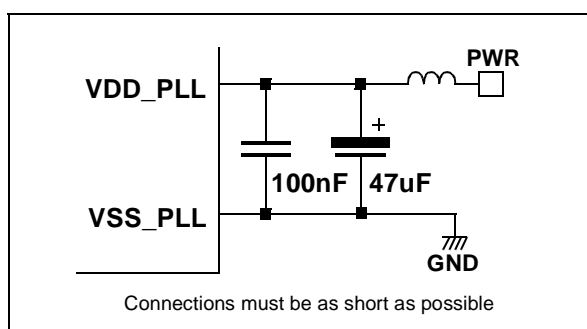 PWR
VDD_PLL
+
100nF
47uF
VSS_PLL
GND
Connections must be as short as possible